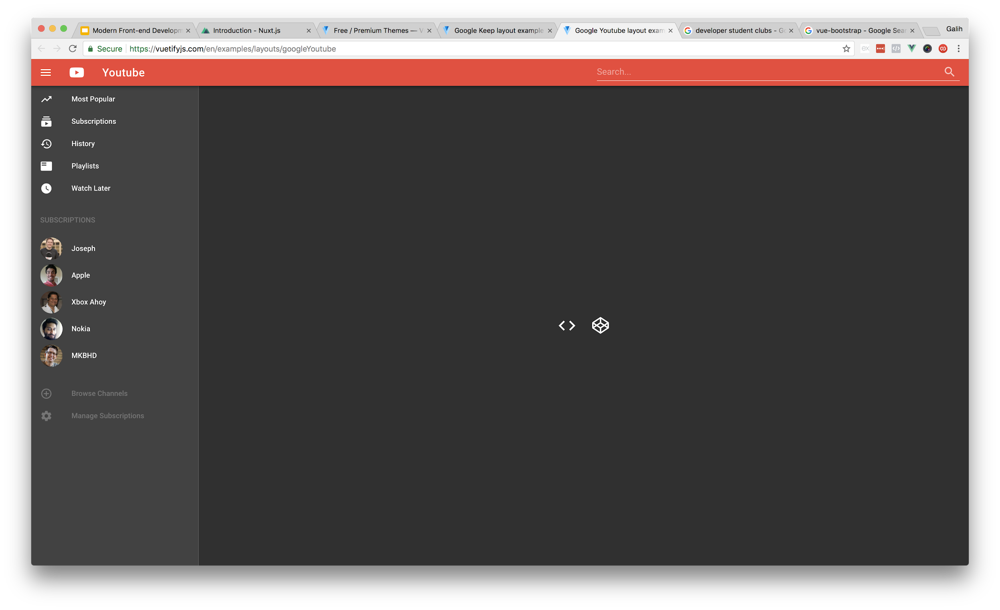 Modern Front-end Developm
Introduction - Nuxt.js
Free / Premium Themes — V
Google Keep layout example
Google Youtube layout exam
developer student clubs - Go
vue-bootstrap - Google Sear
Galih
Secure
https://vuetifyjs.com/en/examples/layouts/googleYoutube
ex
Youtube
Search...
Most Popular
Subscriptions
History
Playlists
Watch Later
SUBSCRIPTIONS
Joseph
Apple
Xbox Ahoy
Nokia
MKBHD
Browse Channels
Manage Subscriptions